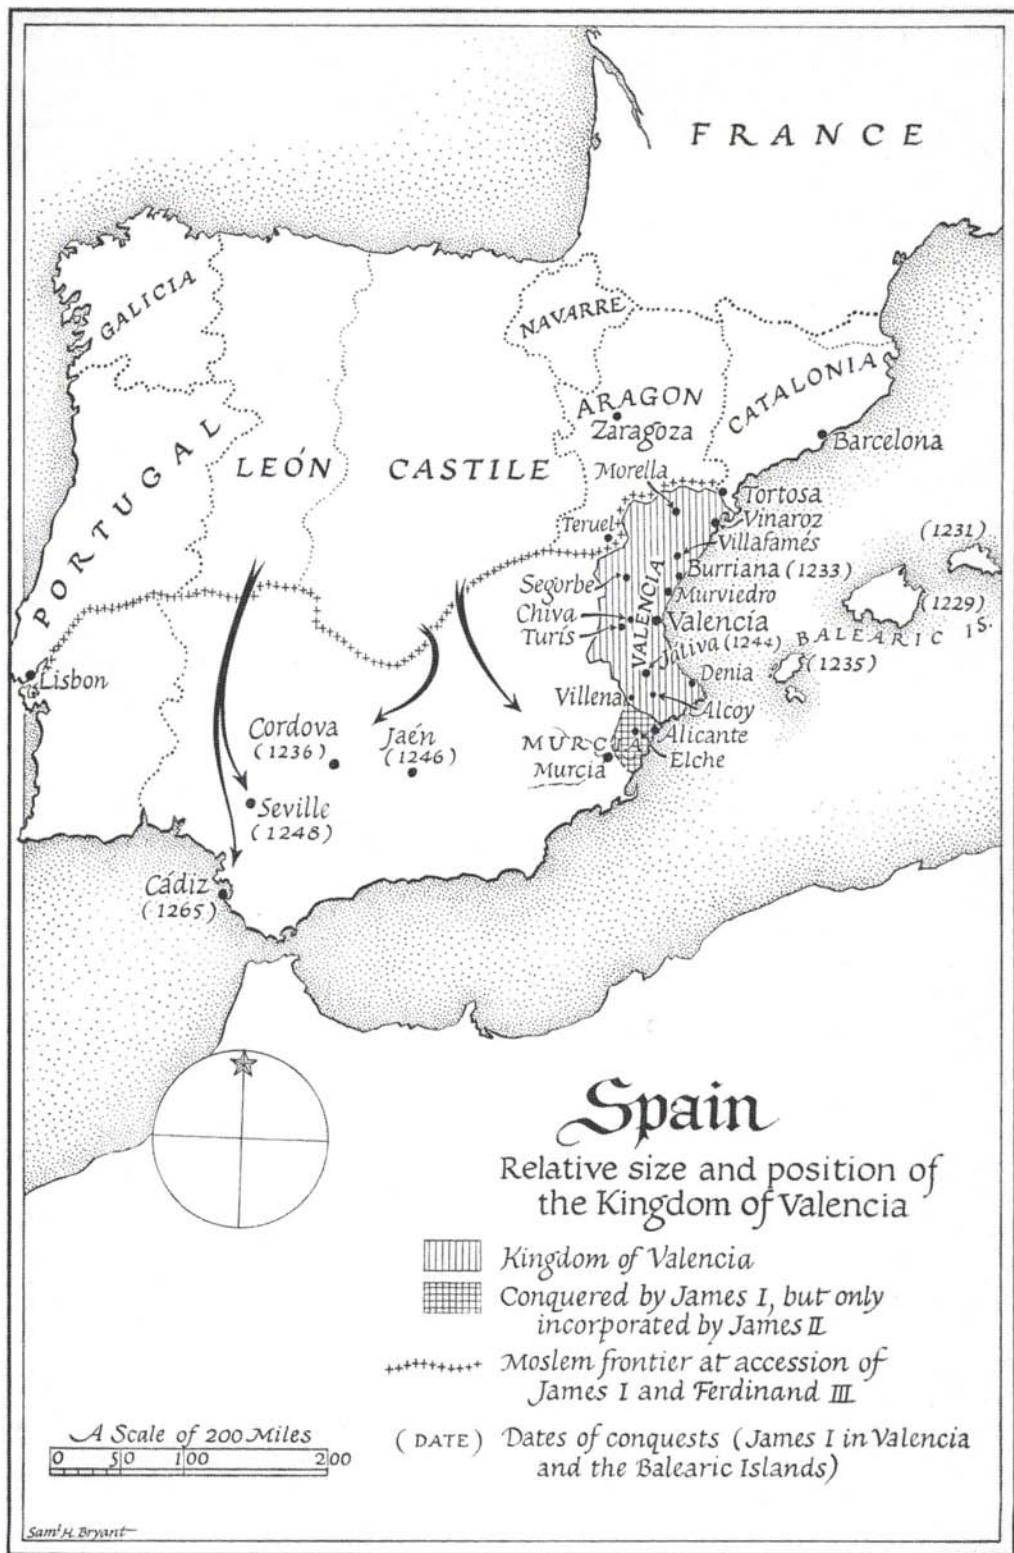 FRANCE
GALICIA
NAVARRE
PORTUGAL
LEÓN
CASTILE
ARAGON
Zaragoza
CATALONIA
Barcelona
Morella
Tortosa
Vinaroz
Teruel
Villafamés
(1231)
Segorbe
VALENCIA
Burriana (1233)
Murviedro
(1229)
Chiva
Valencia
Turís
Játiva (1244)
BALEARIC IS.
(1235)
Lisbon
Denia
Villena
Alcoy
Cordova
(1236)
Jaén
(1246)
MURCIA
Alicante
Murcia
Elche
Seville
(1248)
Cádiz
(1265)
Spain
Relative size and position of
the Kingdom of Valencia
Kingdom of Valencia
Conquered by James I, but only
incorporated by James II
Moslem frontier at accession of
James I and Ferdinand III
(DATE) Dates of conquests (James I in Valencia
and the Balearic Islands)
A Scale of 200 Miles
0 50 100 200
Saml H. Bryant